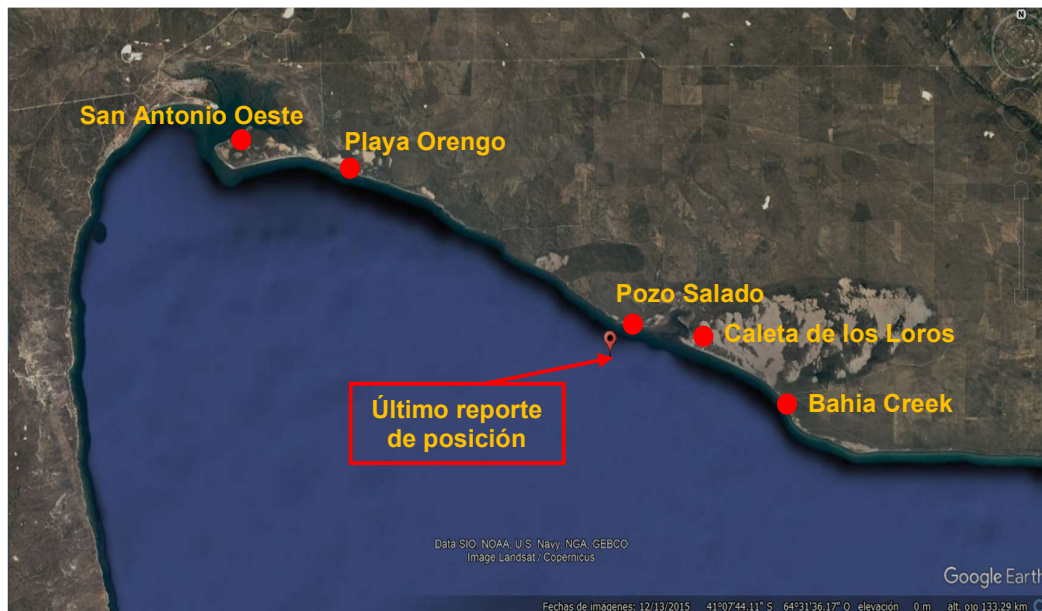 N
San Antonio Oeste
Playa Orengo
Pozo Salado
Caleta de los Loros
Bahia Creek
Último reporte
de posición
Data SIO, NOAA, U.S. Navy, NGA, GEBCO
Image Landsat / Copernicus
Google Earth
Fechas de imágenes: 12/13/2015 41°07'44.11" S 64°31'36.17" O elevación 0 m alt. ojo 133.29 km